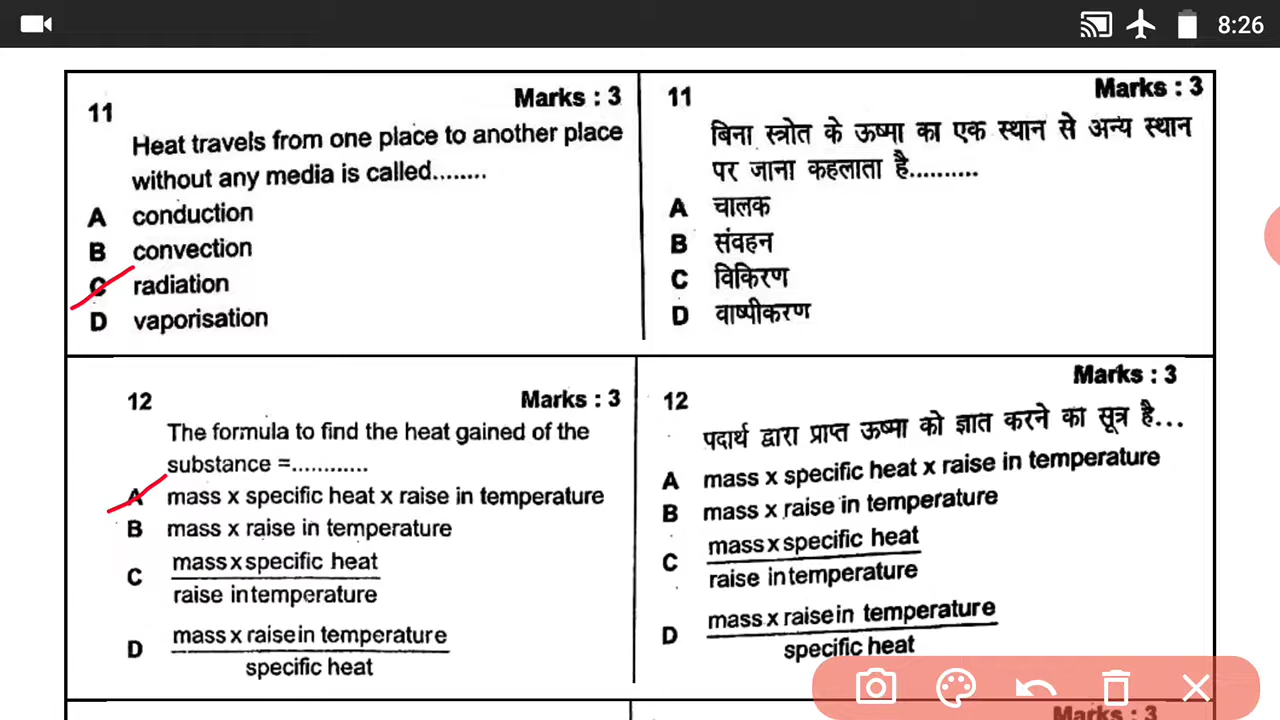 8:26
11 Marks : 3
Heat travels from one place to another place
without any media is called........
A conduction
B convection
C radiation
D vaporisation
11 Marks : 3
बिना स्त्रोत के ऊष्मा का एक स्थान से अन्य स्थान
पर जाना कहलाता है..........
A चालक
B संवहन
C विकिरण
D वाष्पीकरण
12 Marks : 3
The formula to find the heat gained of the
substance =............
A mass x specific heat x raise in temperature
B mass x raise in temperature
C mass x specific heat
raise in temperature
D mass x raise in temperature
specific heat
12 Marks : 3
पदार्थ द्वारा प्राप्त ऊष्मा को ज्ञात करने का सूत्र है...
A mass x specific heat x raise in temperature
B mass x raise in temperature
C mass x specific heat
raise in temperature
D mass x raise in temperature
specific heat
Marks : 3